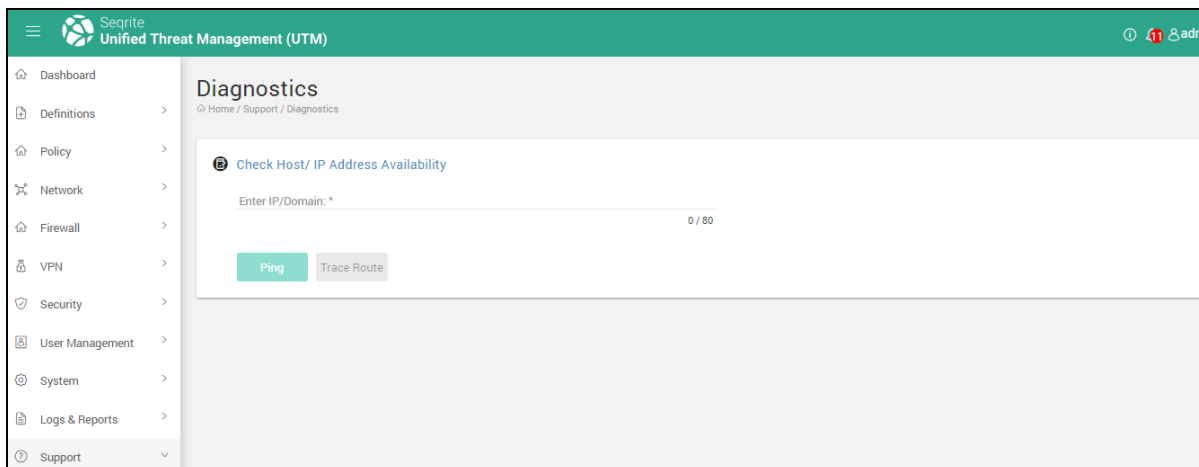 Seqrite
Unified Threat Management (UTM)
11
adr
Dashboard
Definitions
Policy
Network
Firewall
VPN
Security
User Management
System
Logs & Reports
Support
Diagnostics
Home / Support / Diagnostics
Check Host/ IP Address Availability
Enter IP/Domain: *
0 / 80
Ping
Trace Route